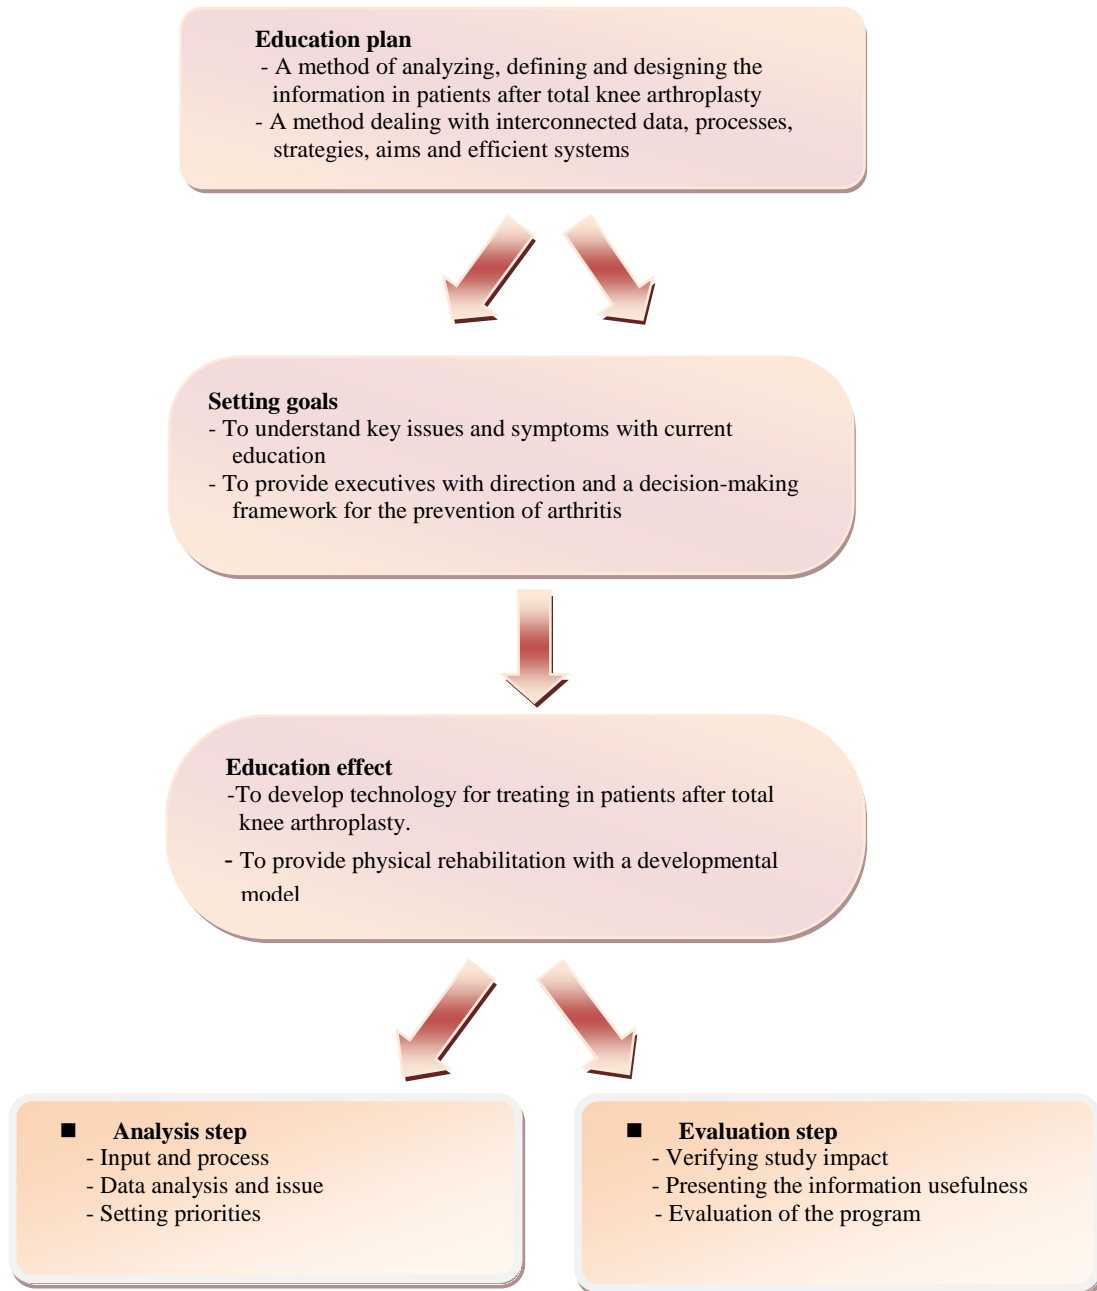 Education plan
- A method of analyzing, defining and designing the
information in patients after total knee arthroplasty
- A method dealing with interconnected data, processes,
strategies, aims and efficient systems
Setting goals
- To understand key issues and symptoms with current
education
- To provide executives with direction and a decision-making
framework for the prevention of arthritis
Education effect
-To develop technology for treating in patients after total
knee arthroplasty.
- To provide physical rehabilitation with a developmental
model
■ Analysis step
- Input and process
- Data analysis and issue
- Setting priorities
■ Evaluation step
- Verifying study impact
- Presenting the information usefulness
- Evaluation of the program